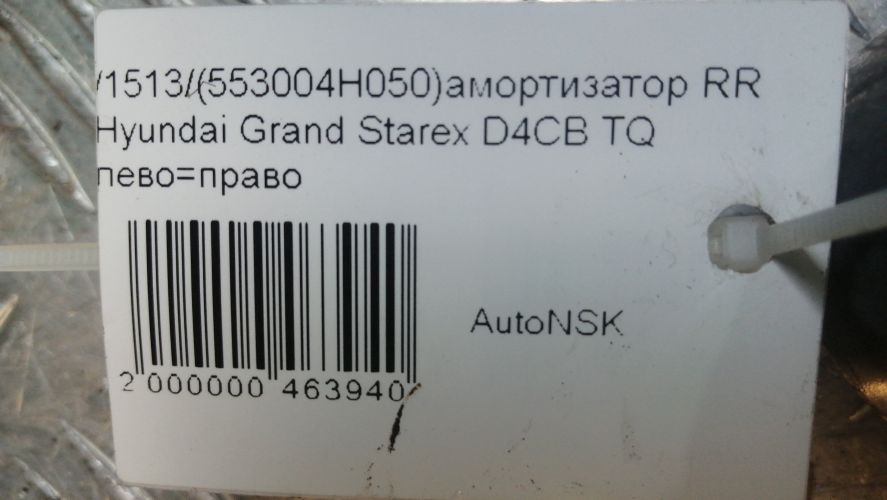 /1513/(553004H050)амортизатор RR
Hyundai Grand Starex D4CB TQ
лево=право
AutoNSK
2 000000 463940